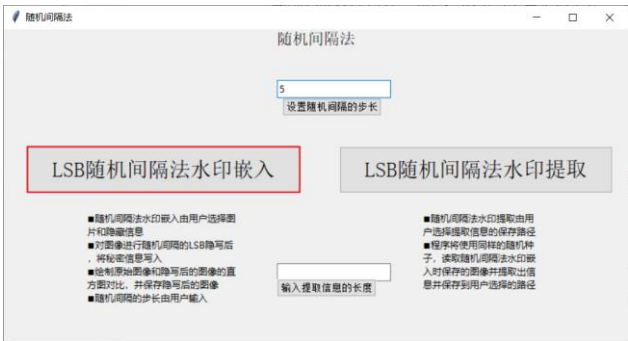 随机间隔法
随机间隔法
5
设置随机间隔的步长
LSB随机间隔法水印嵌入
LSB随机间隔法水印提取
■随机间隔法水印嵌入由用户选择图
片和隐藏信息
■对图像进行随机间隔的LSB隐写后
，将秘密信息写入
■绘制原始图像和隐写后的图像的直
方图对比，并保存隐写后的图像
■随机间隔的步长由用户输入
■随机间隔法水印提取由用
户选择提取信息的保存路径
■程序将使用同样的随机种
子，读取随机间隔法水印嵌
入时保存的图像并提取出信
息并保存到用户选择的路径
输入提取信息的长度